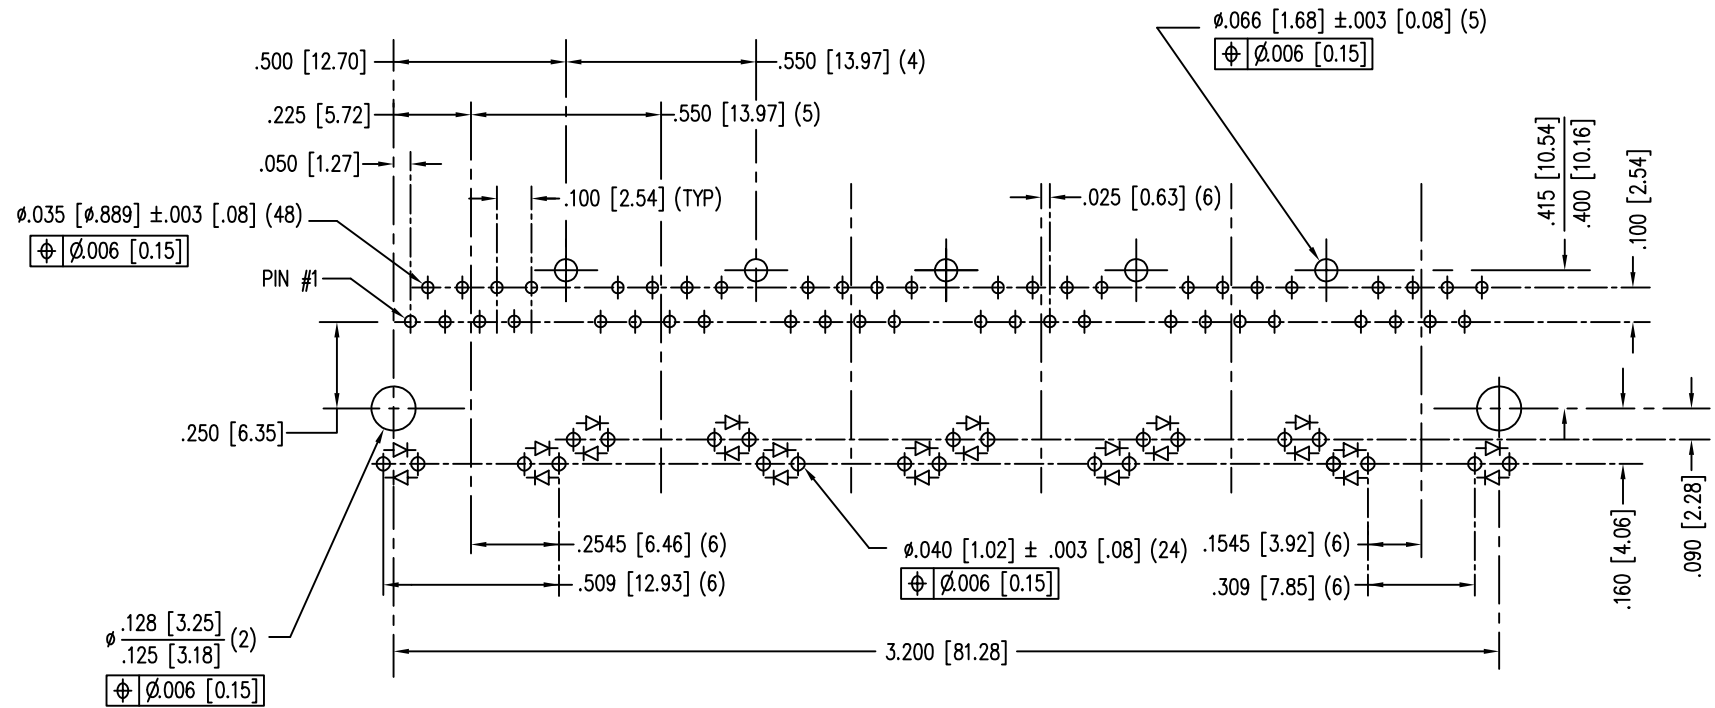 ø.066 [1.68] ±.003 [0.08] (5)
⌖ Ø.006 [0.15]
.500 [12.70]
.550 [13.97] (4)
.225 [5.72]
.550 [13.97] (5)
.050 [1.27]
.100 [2.54] (TYP)
.025 [0.63] (6)
.415 [10.54]
.400 [10.16]
.100 [2.54]
ø.035 [ø.889] ±.003 [.08] (48)
⌖ Ø.006 [0.15]
PIN #1
.250 [6.35]
.2545 [6.46] (6)
.509 [12.93] (6)
ø.040 [1.02] ± .003 [.08] (24)
⌖ Ø.006 [0.15]
.1545 [3.92] (6)
.309 [7.85] (6)
.160 [4.06]
.090 [2.28]
ø .128 [3.25]
.125 [3.18] (2)
⌖ Ø.006 [0.15]
3.200 [81.28]